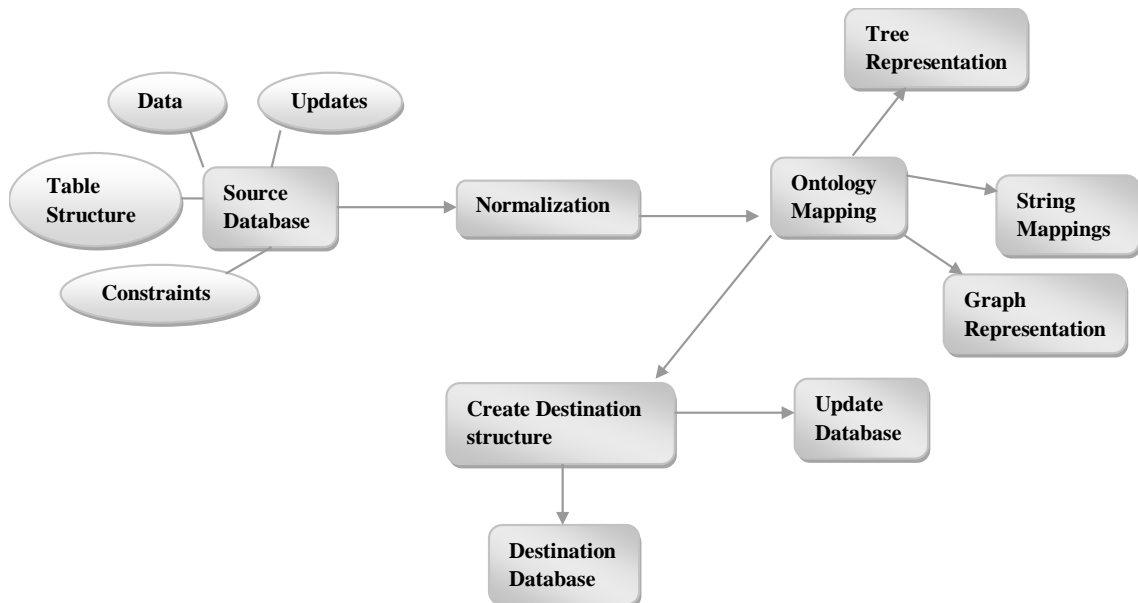 Tree
Representation
Data
Updates
Table
Structure
Source
Database
Normalization
Ontology
Mapping
String
Mappings
Constraints
Graph
Representation
Create Destination
structure
Update
Database
Destination
Database